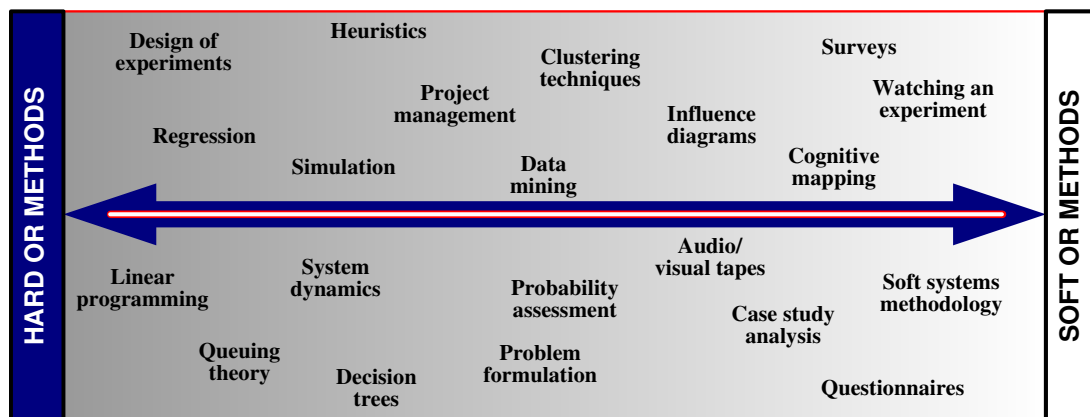 HARD OR METHODS
Design of
experiments
Heuristics
Clustering
techniques
Surveys
Project
management
Watching an
experiment
Influence
diagrams
Regression
Simulation
Data
mining
Cognitive
mapping
Audio/
visual tapes
Linear
programming
System
dynamics
Probability
assessment
Soft systems
methodology
Case study
analysis
Queuing
theory
Decision
trees
Problem
formulation
Questionnaires
SOFT OR METHODS